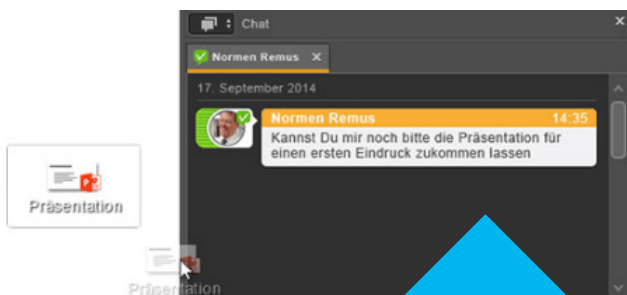 Chat
Normen Remus X
17. September 2014
Normen Remus 14:35
Kannst Du mir noch bitte die Präsentation für
einen ersten Eindruck zukommen lassen
Präsentation
Präsentation